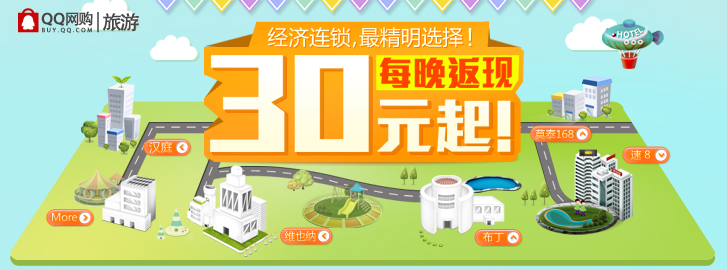 QQ网购 | 旅游
BUY.QQ.COM
经济连锁,最精明选择!
30
每晚返现
元起!
HOTEL
汉庭
莫泰168
速8
More
维也纳
布丁